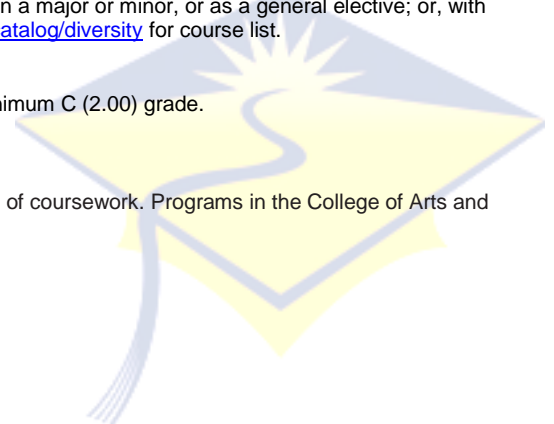 n a major or minor, or as a general elective; or, with
atalog/diversity for course list.
nimum C (2.00) grade.
of coursework. Programs in the College of Arts and